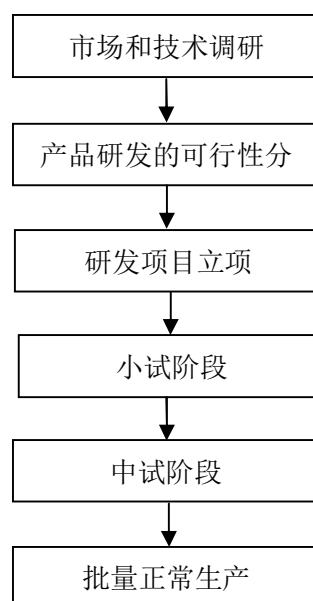 市场和技术调研
产品研发的可行性分
研发项目立项
小试阶段
中试阶段
批量正常生产